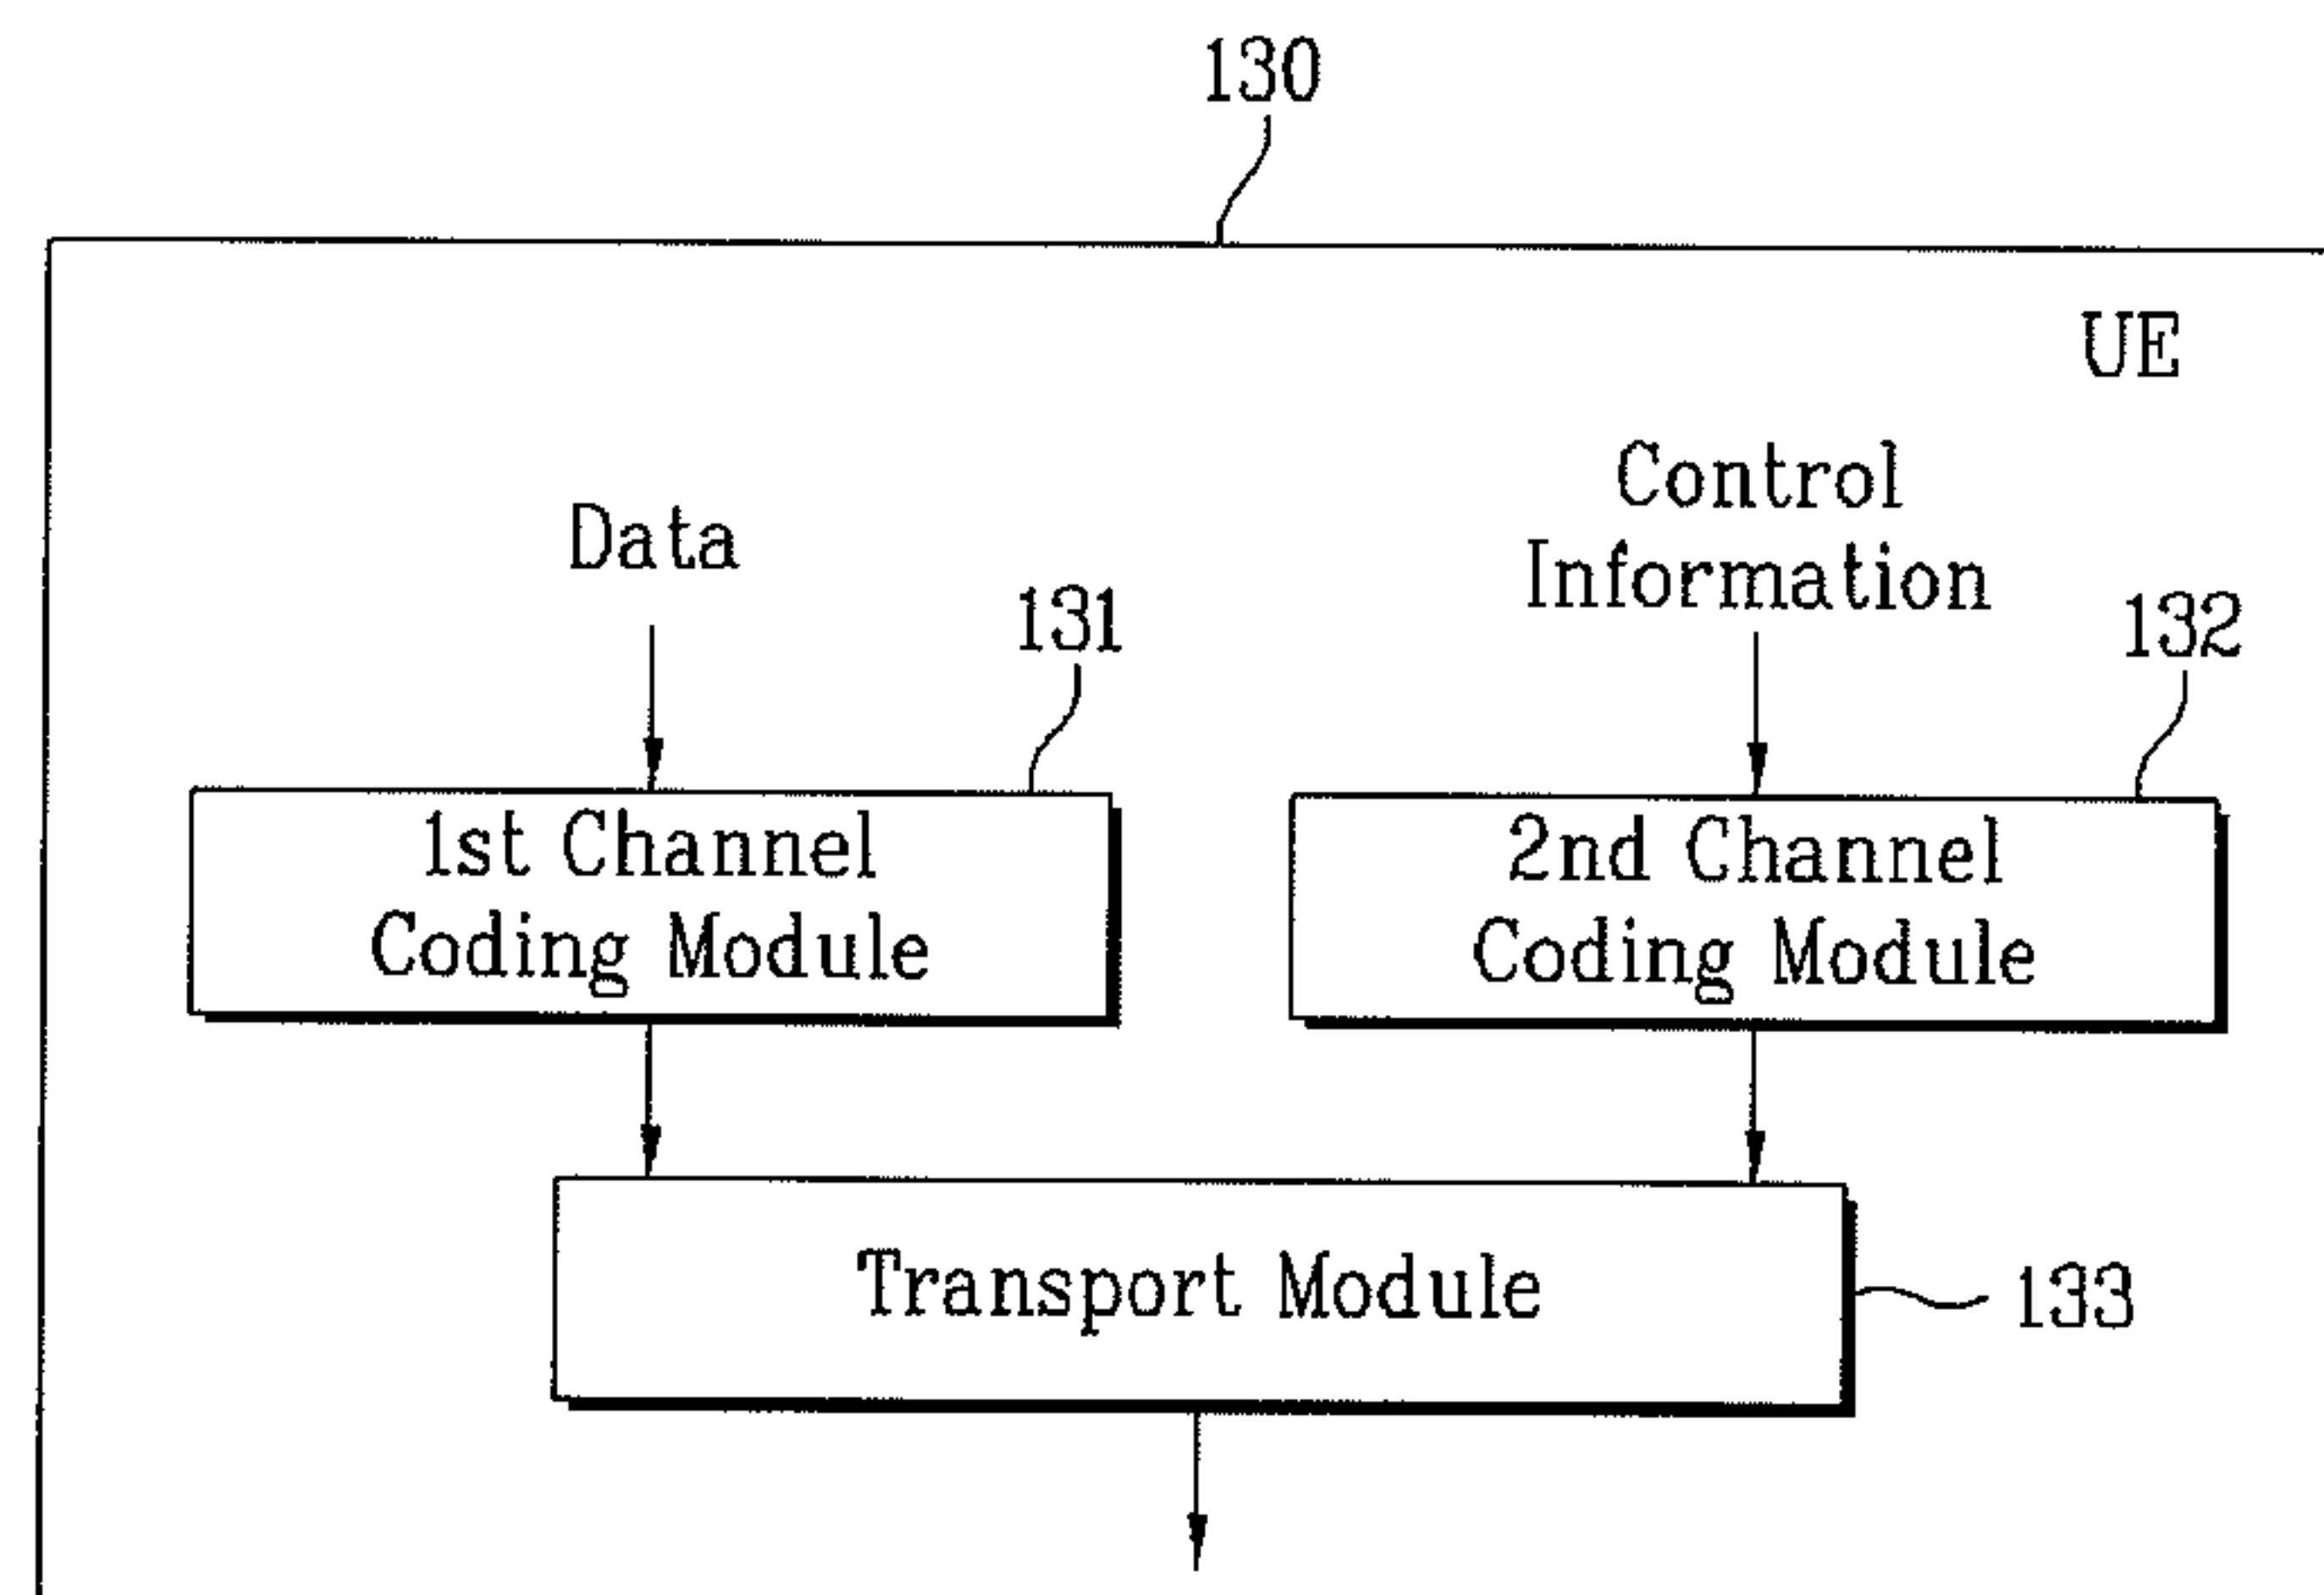 130
UE
Data
Control
Information
131
132
1st Channel
Coding Module
2nd Channel
Coding Module
Transport Module
133